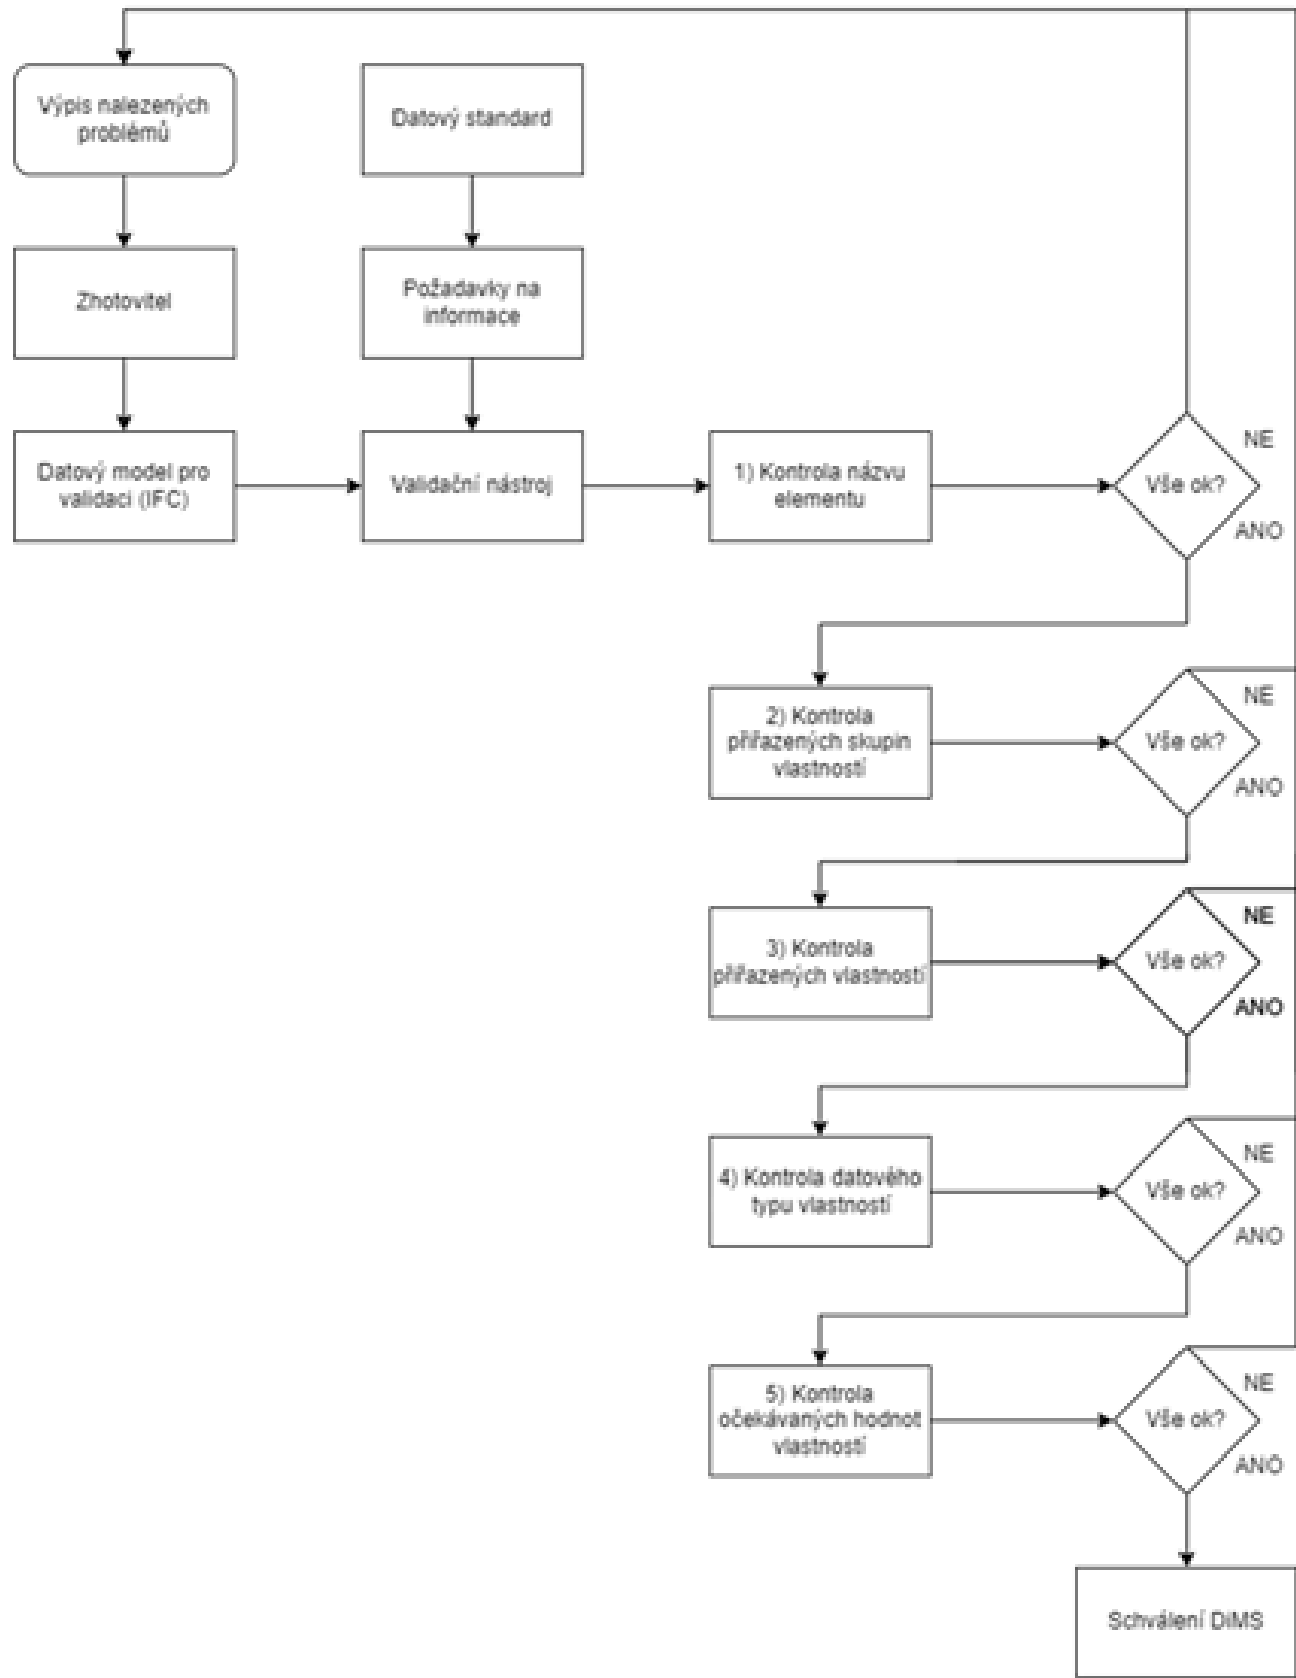 Výpis nalezených
problémů
Datový standard
Zhotovitel
Požadavky na
informace
Datový model pro
validaci (IFC)
Validační nástroj
1) Kontrola názvu
elementu
Vše ok?
NE
ANO
2) Kontrola
přiřazených skupin
vlastností
Vše ok?
NE
ANO
3) Kontrola
přiřazených vlastností
Vše ok?
NE
ANO
4) Kontrola datového
typu vlastností
Vše ok?
NE
ANO
5) Kontrola
očekávaných hodnot
vlastností
Vše ok?
NE
ANO
Schválení DiMS